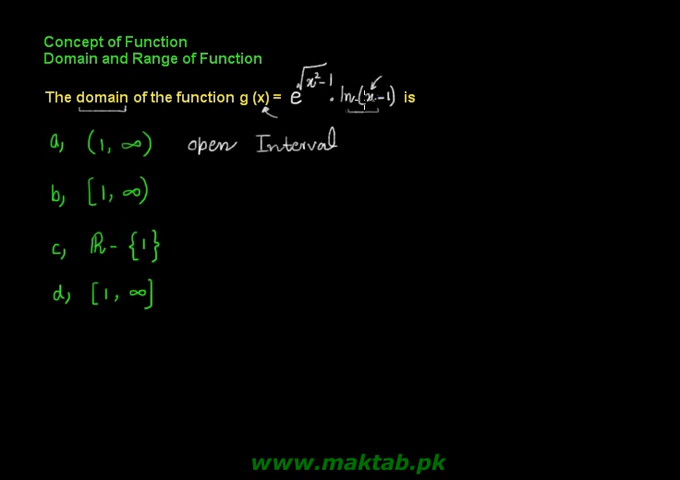 Concept of Function
Domain and Range of Function
The domain of the function g (x) = e^√(x²-1) . ln (x-1) is
a, (1, ∞) open Interval
b, [1, ∞)
c, ℝ - {1}
d, [1, ∞]
www.maktab.pk